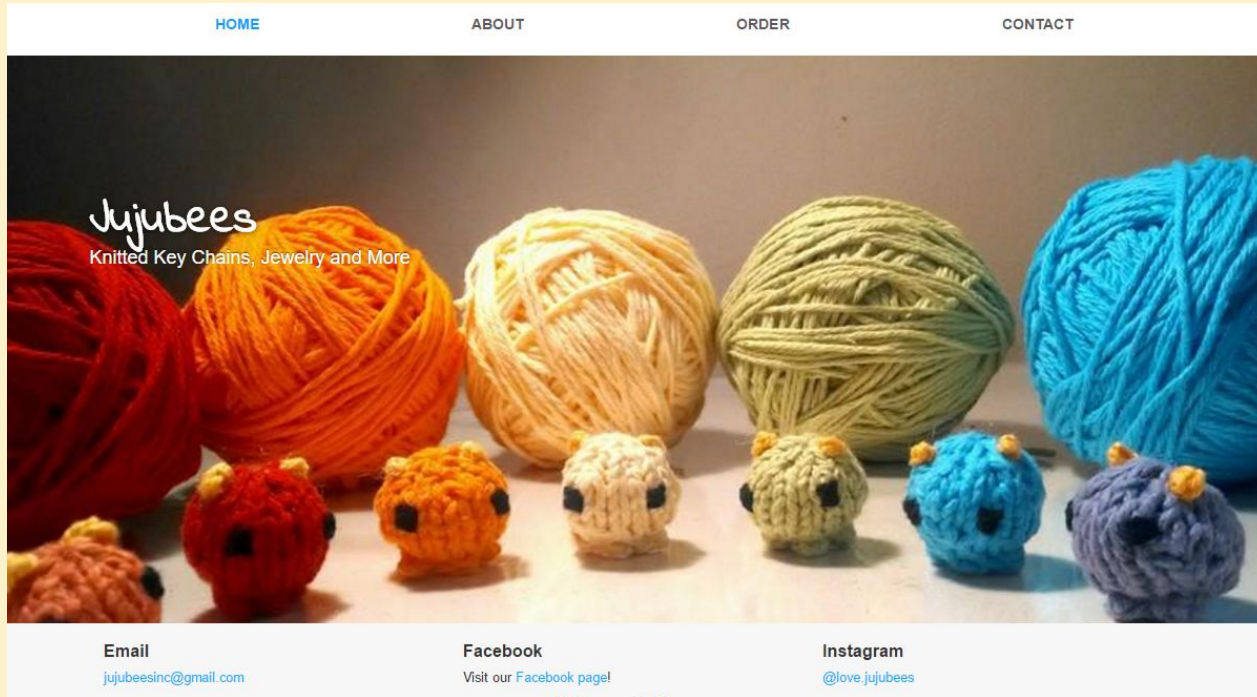 HOME ABOUT ORDER CONTACT
Jujubees
Knitted Key Chains, Jewelry and More
Email Facebook Instagram
jujubeesinc@gmail.com Visit our Facebook page! @love.jujubees